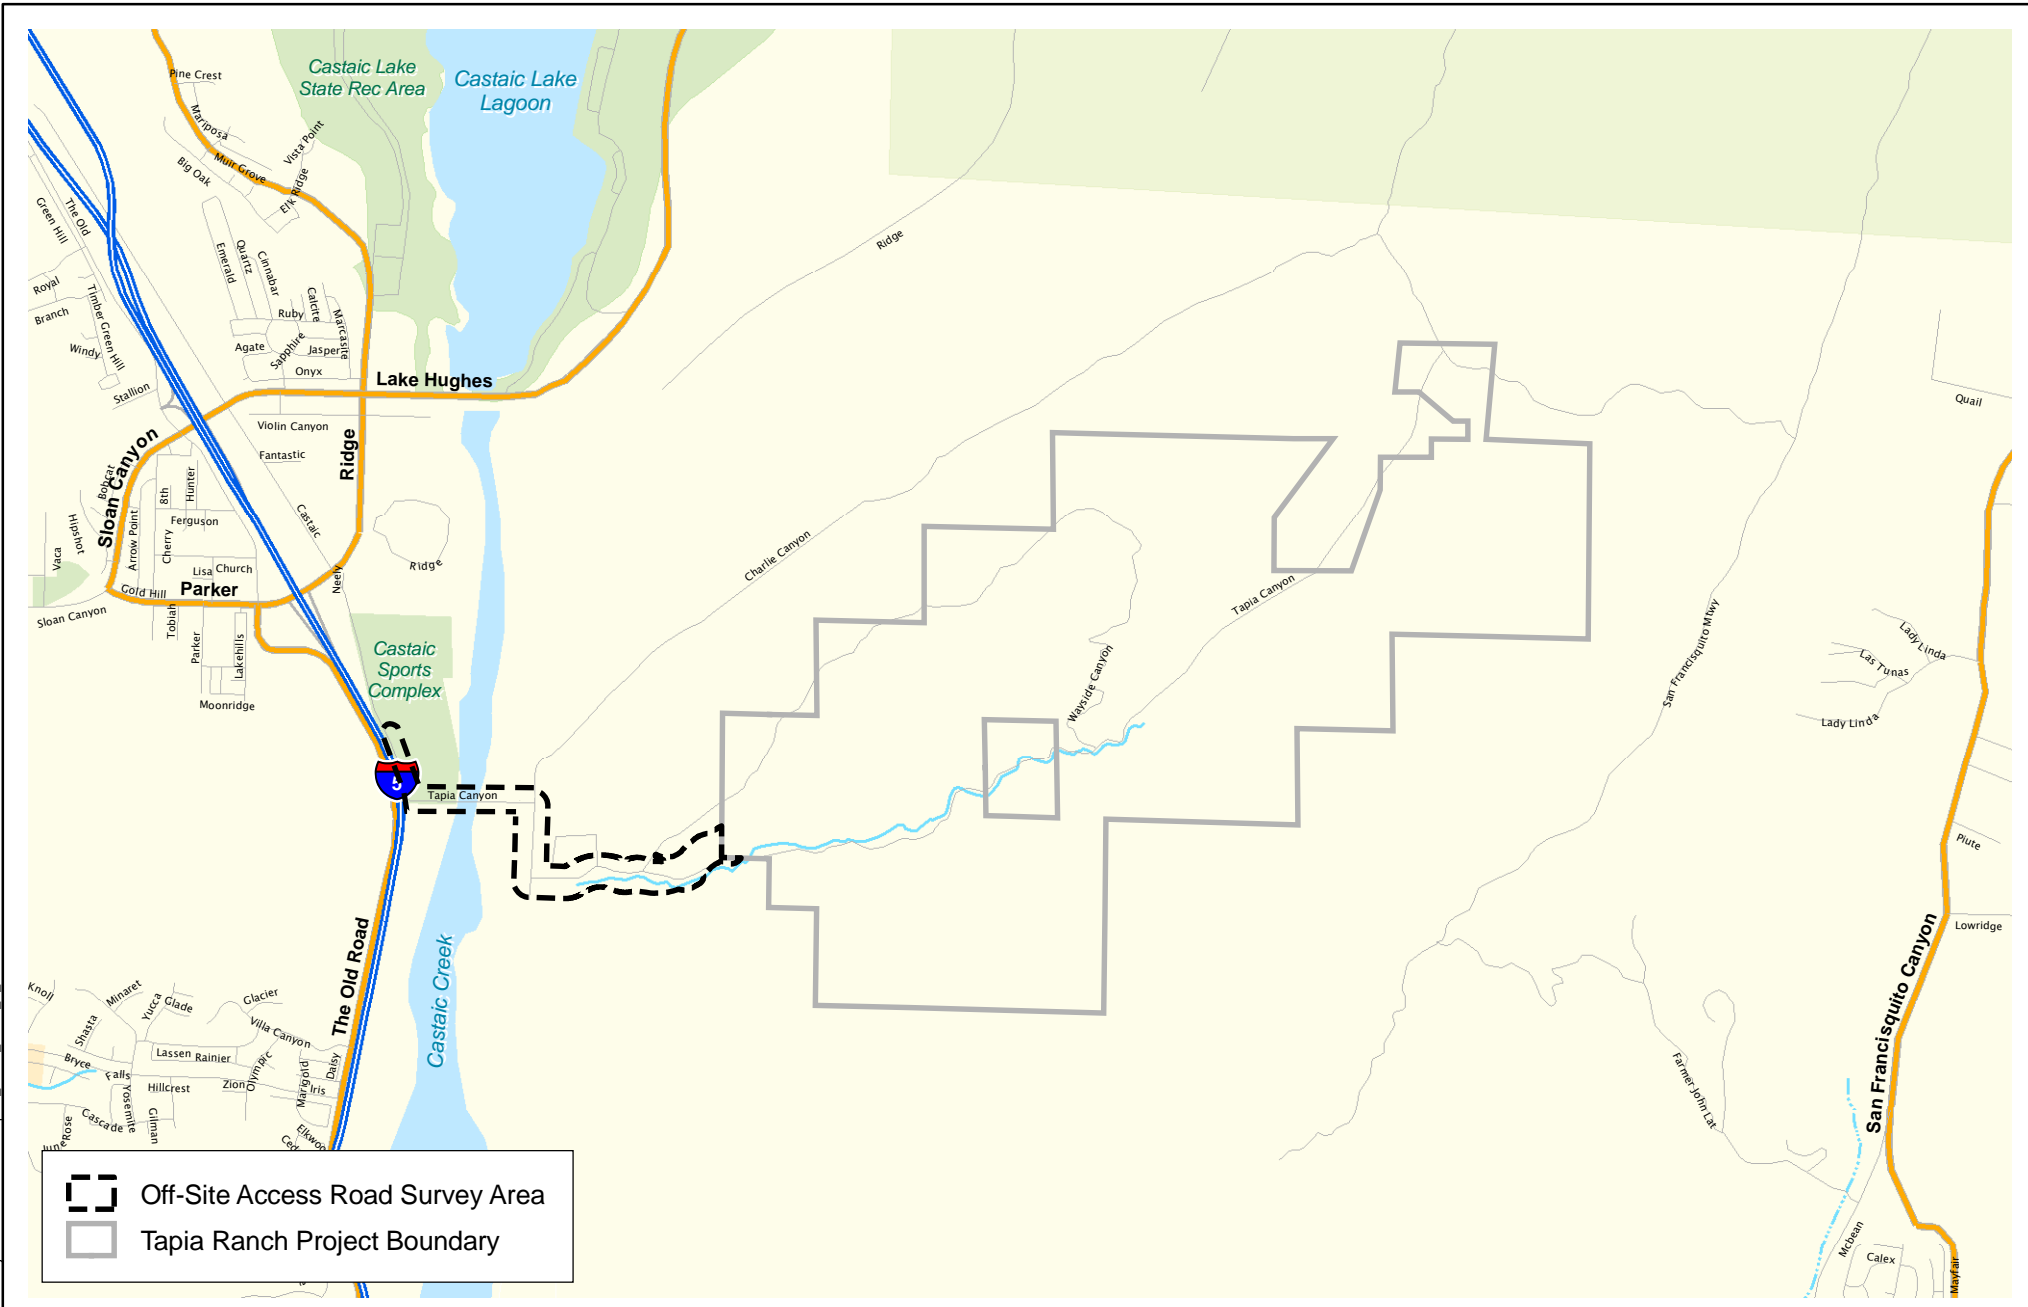 Pine Crest
Castaic Lake
State Rec Area
Castaic Lake
Lagoon
Mariposa
Vista Point
Muir Grove
Big Oak
Elk Ridge
Green Hill
The Old
Ridge
Emerald
Quartz
Cinnabar
Royal
Branch
Timber Green Hill
Ruby
Calcite
Marcasite
Windy
Agate
Sapphire
Jasper
Onyx
Stallion
Lake Hughes
Quail
Violin Canyon
Ridge
Fantastic
Sloan Canyon
Bobcat
8th
Hunter
Castaic
Hipshot
Arrow Point
Ferguson
Vaca
Cherry
Lisa
Church
Ridge
Neely
Charlie Canyon
Gold Hill
Parker
Tapia Canyon
Sloan Canyon
Tobiah
Parker
Lakehills
Moonridge
Castaic
Sports
Complex
Wayside Canyon
San Francisquito Mtwy
Lady Linda
Las Tunas
Lady Linda
5
Tapia Canyon
Piute
Lowridge
The Old Road
Castaic Creek
San Francisquito Canyon
Knoll
Minaret
Yucca
Glade
Glacier
Shasta
Villa Canyon
Bryce
Lassen
Rainier
Olympic
Daisy
Falls
Hillcrest
Zion
Marigold
Iris
Yosemite
Cascade
Gilman
June Rose
Elkwoo
Ced
Farmer John Lat
Mcbean
Calex
Mayfair
Off-Site Access Road Survey Area
Tapia Ranch Project Boundary